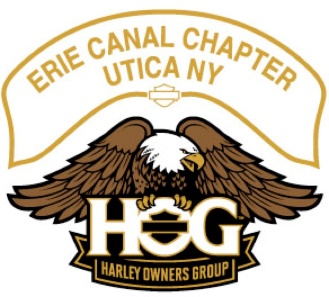 ERIE CANAL CHAPTER
UTICA NY
HOG
HARLEY OWNERS GROUP